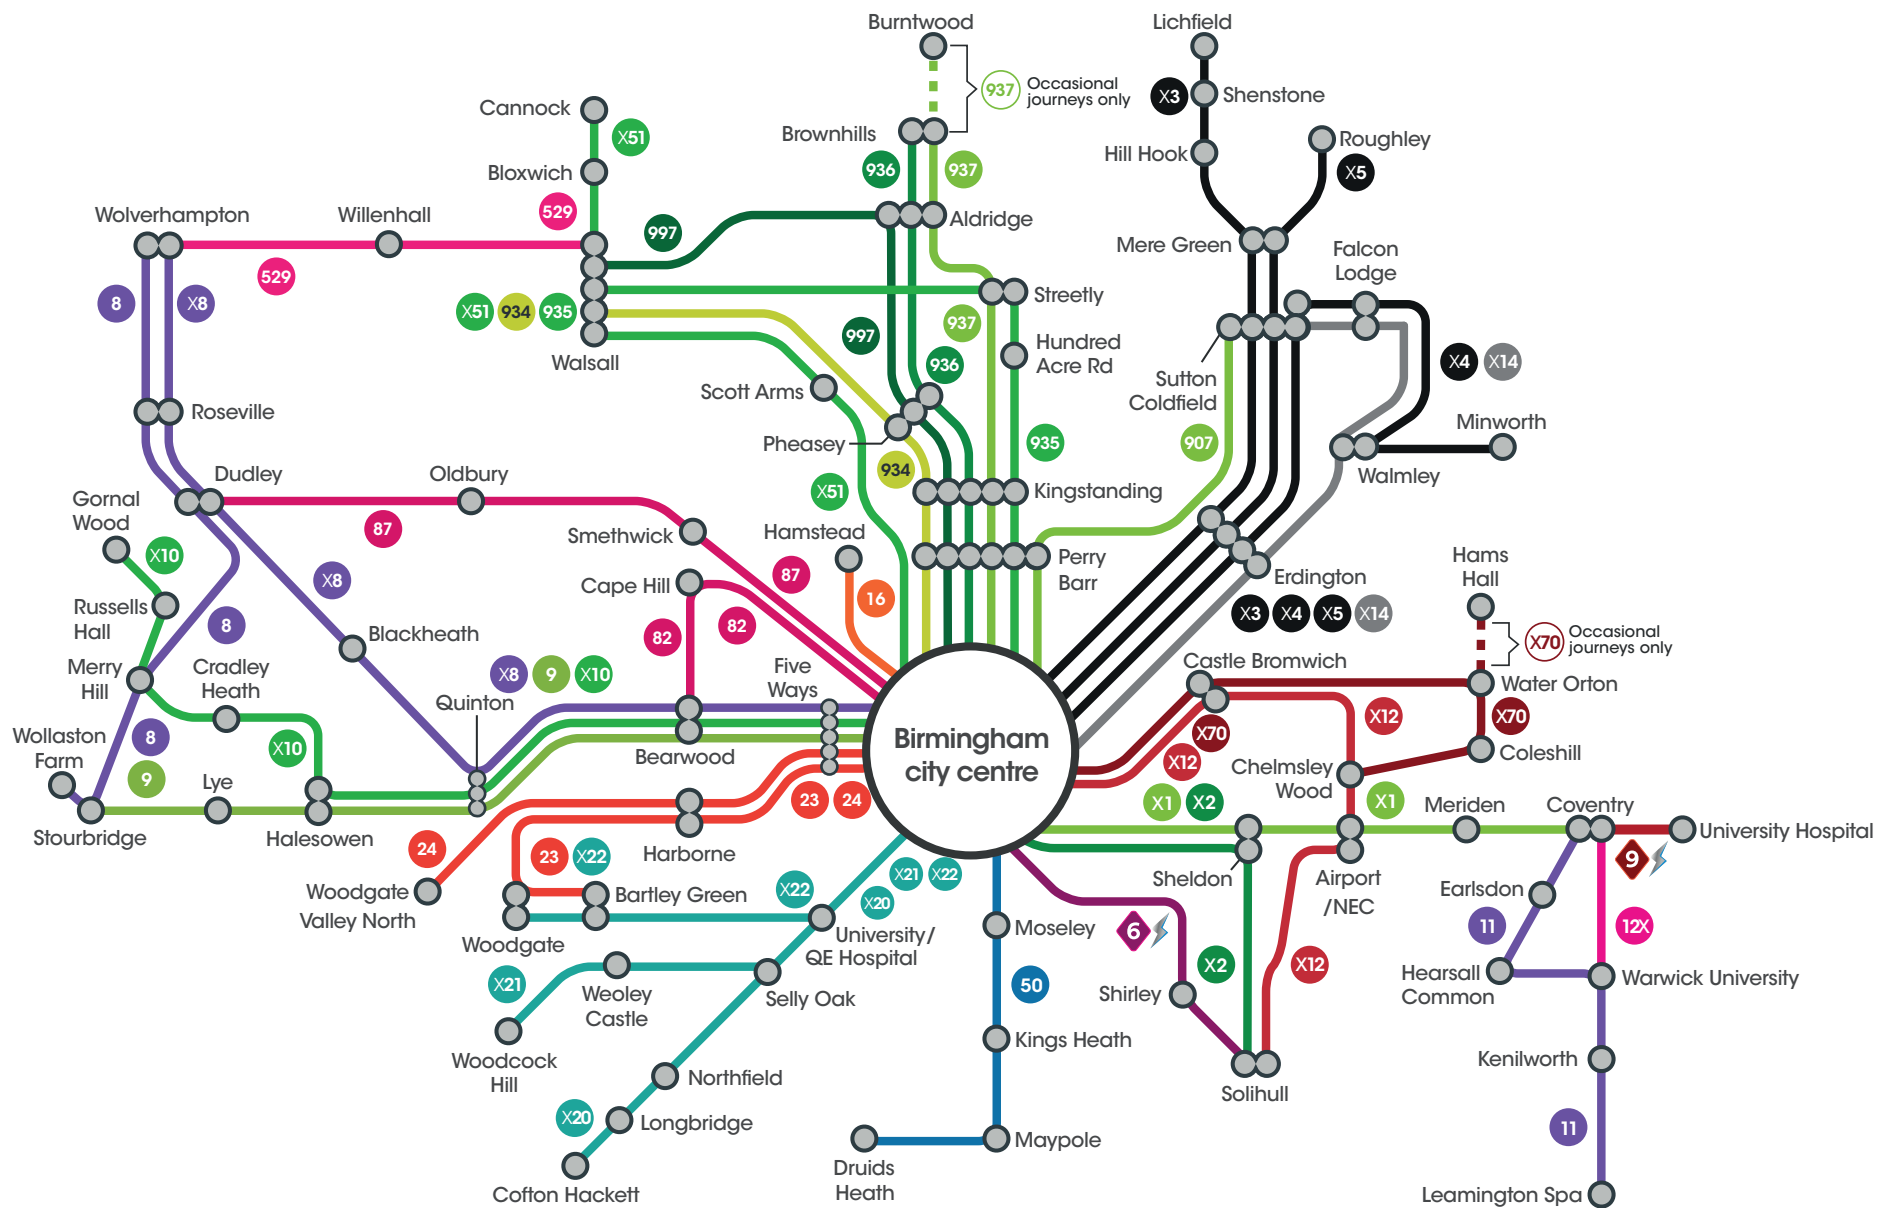 Burntwood
Lichfield
937
Occasional
journeys only
X3
Shenstone
Cannock
X51
Brownhills
Roughley
Hill Hook
X5
Bloxwich
936
937
529
Wolverhampton
Willenhall
997
Aldridge
Mere Green
Falcon
Lodge
529
8
X8
X51
934
935
Streetly
937
997
Hundred
Acre Rd
Walsall
936
X4
X14
Sutton
Coldfield
Scott Arms
Roseville
Pheasey
907
Minworth
935
934
Dudley
Oldbury
Walmley
X51
Kingstanding
Gornal
Wood
87
Smethwick
Hamstead
Perry
Barr
Hams
Hall
X10
X8
Cape Hill
87
16
Erdington
X3
X4
X5
X14
Russells
Hall
8
Blackheath
82
82
X70
Occasional
journeys only
Merry
Hill
Cradley
Heath
X8
9
X10
Five
Ways
Castle Bromwich
Water Orton
Quinton
Wollaston
Farm
8
X10
X12
X70
X70
Birmingham
city centre
Bearwood
X12
Coleshill
Chelmsley
Wood
9
Lye
23
24
X1
X2
X1
Meriden
Coventry
Stourbridge
Halesowen
University Hospital
24
23
X22
Harborne
9
Woodgate
Valley North
Bartley Green
X22
X21
X22
X20
Sheldon
Airport
/NEC
Earlsdon
Woodgate
University/
QE Hospital
Moseley
6
11
12X
X21
Weoley
Castle
Selly Oak
50
Shirley
X2
X12
Hearsall
Common
Warwick University
Woodcock
Hill
Kings Heath
Kenilworth
Northfield
Solihull
X20
Longbridge
11
Maypole
Druids
Heath
Cofton Hackett
Leamington Spa